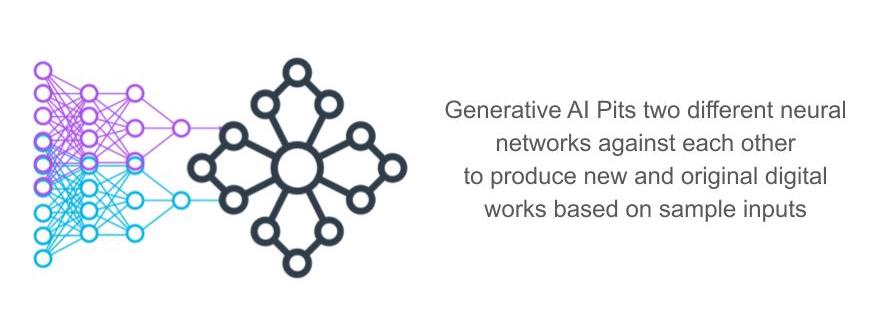 Generative AI Pits two different neural
networks against each other
to produce new and original digital
works based on sample inputs